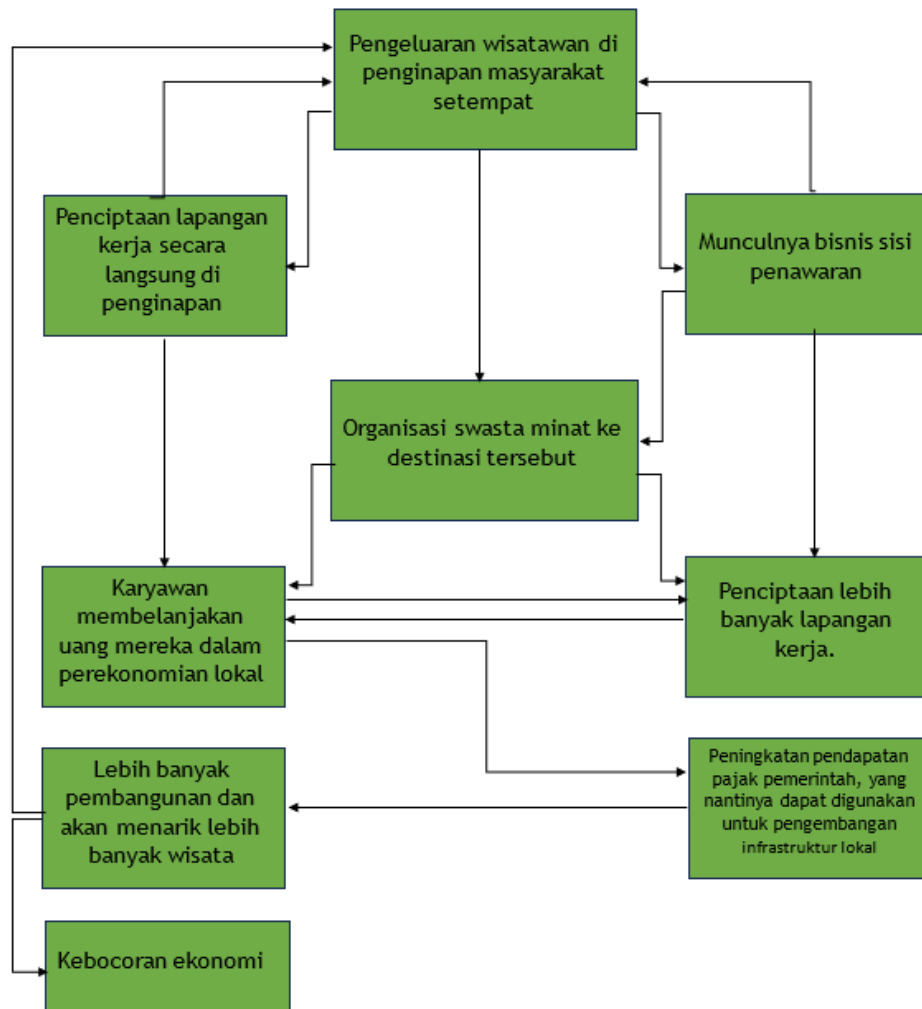 Pengeluaran wisatawan di
penginapan masyarakat
setempat
Penciptaan lapangan
kerja secara
langsung di
penginapan
Munculnya bisnis sisi
penawaran
Organisasi swasta minat ke
destinasi tersebut
Karyawan
membelanjakan
uang mereka dalam
perekonomian lokal
Penciptaan lebih
banyak lapangan
kerja.
Lebih banyak
pembangunan dan
akan menarik lebih
banyak wisata
Peningkatan pendapatan
pajak pemerintah, yang
nantinya dapat digunakan
untuk pengembangan
infrastruktur lokal
Kebocoran ekonomi